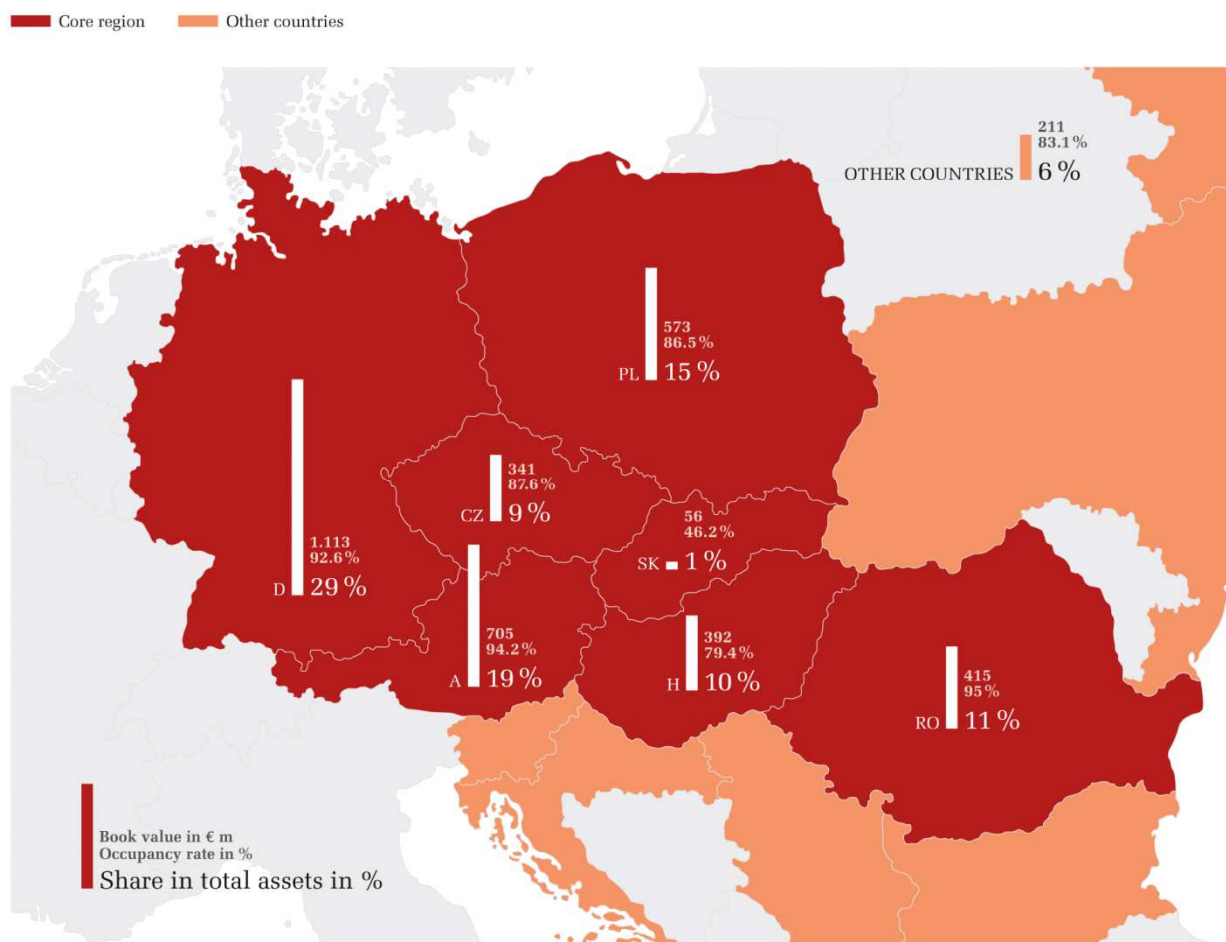 Core region
Other countries
211
83.1 %
OTHER COUNTRIES 6 %
573
86.5 %
PL 15 %
341
87.6 %
CZ 9 %
56
46.2 %
SK 1 %
1.113
92.6 %
D 29 %
705
94.2 %
A 19 %
392
79.4 %
H 10 %
415
95 %
RO 11 %
Book value in € m
Occupancy rate in %
Share in total assets in %